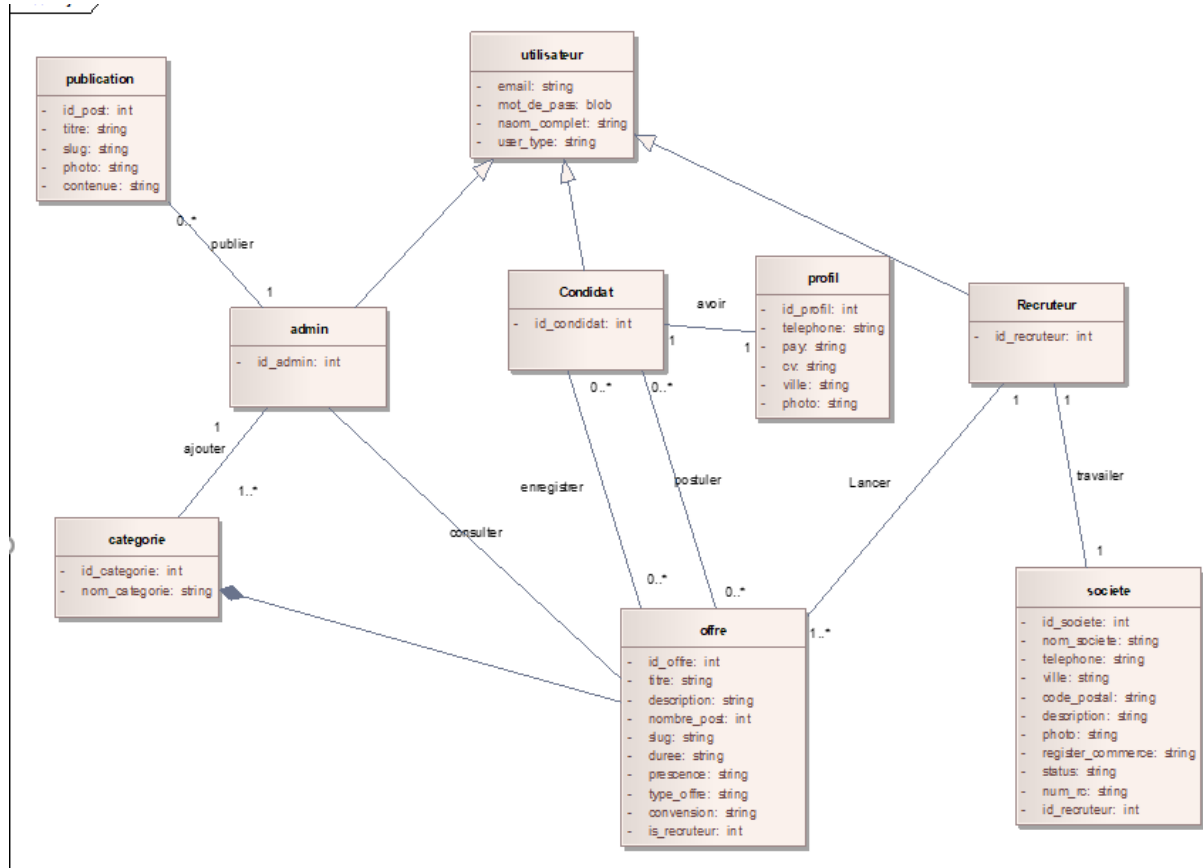 utilisateur
- email: string
- mot_de_pass: blob
- naom_complet: string
- user_type: string
publication
- id_post: int
- titre: string
- slug: string
- photo: string
- contenue: string
0..*
publier
1
admin
- id_admin: int
Condidat
- id_condidat: int
avoir
1
1
profil
- id_profil: int
- telephone: string
- pay: string
- cv: string
- ville: string
- photo: string
Recruteur
- id_recruteur: int
1
ajouter
1..*
0..*
0..*
1
1
enregistrer
postuler
Lancer
travailer
consulter
categorie
- id_categorie: int
- nom_categorie: string
0..*
0..*
1..*
1
offre
- id_offre: int
- titre: string
- description: string
- nombre_post: int
- slug: string
- duree: string
- prescence: string
- type_offre: string
- convension: string
- is_recruteur: int
societe
- id_societe: int
- nom_societe: string
- telephone: string
- ville: string
- code_postal: string
- description: string
- photo: string
- register_commerce: string
- status: string
- num_rc: string
- id_recruteur: int